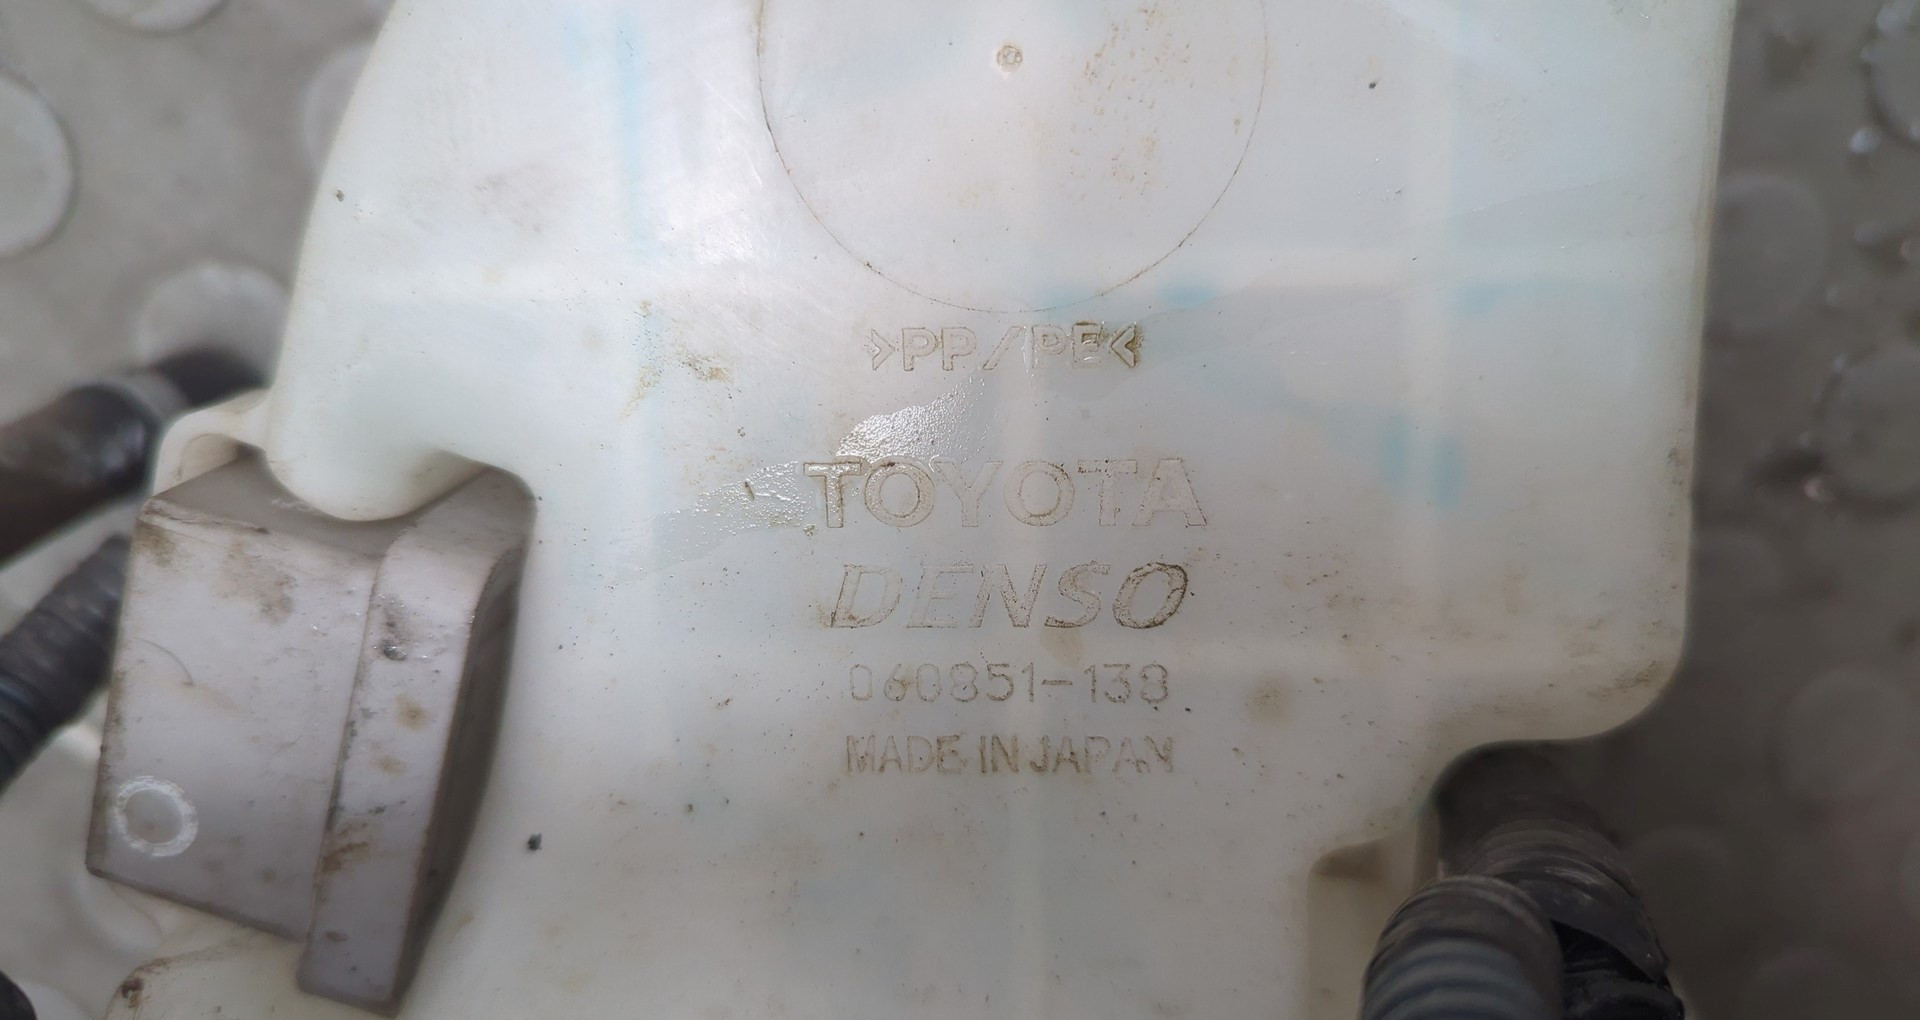 >PP/PE<
TOYOTA
DENSO
060851-138
MADE IN JAPAN